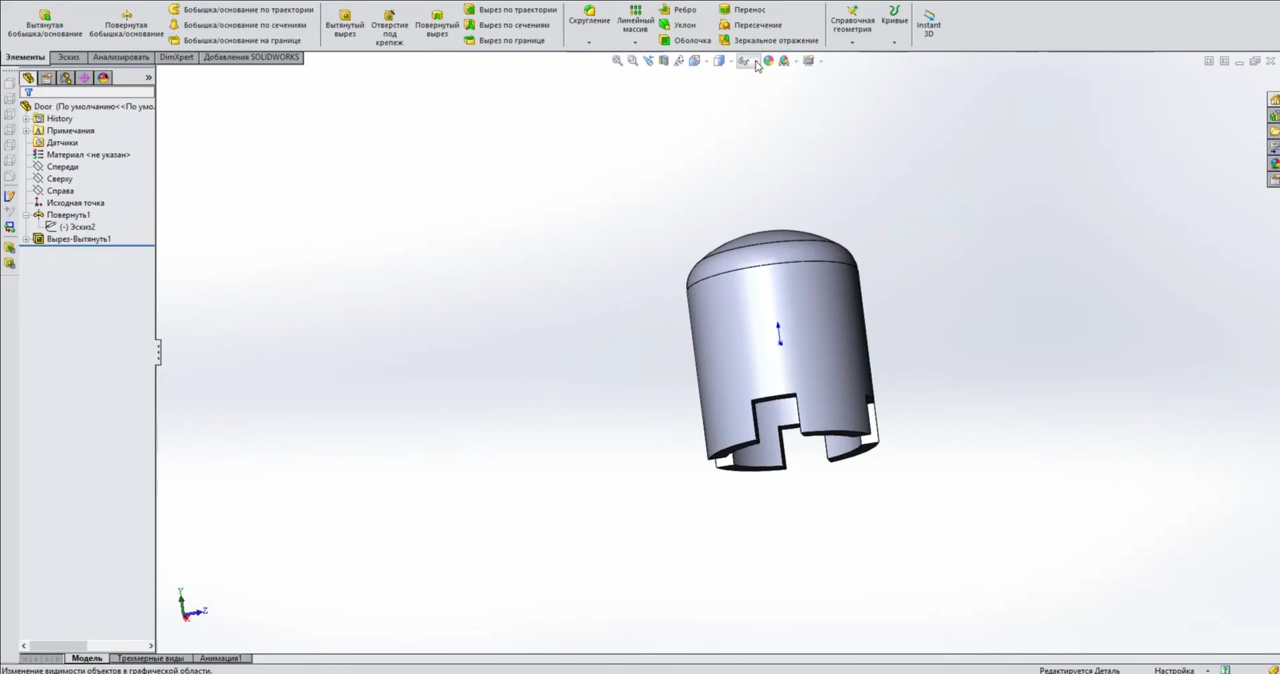 Вытянутая
бобышка/основание
Повернутая
бобышка/основание
Бобышка/основание по траектории
Бобышка/основание по сечениям
Бобышка/основание на границе
Вытянутый
вырез
Отверстие
под
крепеж
Повернутый
вырез
Вырез по траектории
Вырез по сечениям
Вырез по границе
Скругление
Линейный
массив
Ребро
Уклон
Оболочка
Перенос
Пересечение
Зеркальное отражение
Справочная
геометрия
Кривые
Instant
3D
Элементы
Эскиз
Анализировать
DimXpert
Добавления SOLIDWORKS
Door (По умолчанию<<По умо.
History
Примечания
Датчики
Материал <не указан>
Спереди
Сверху
Справа
Исходная точка
Повернуть1
(-) Эскиз2
Вырез-Вытянуть1
Y
Z
Модель
Трехмерные виды
Анимация1
Изменение видимости объектов в графической области.
Редактируется Деталь
Настройка